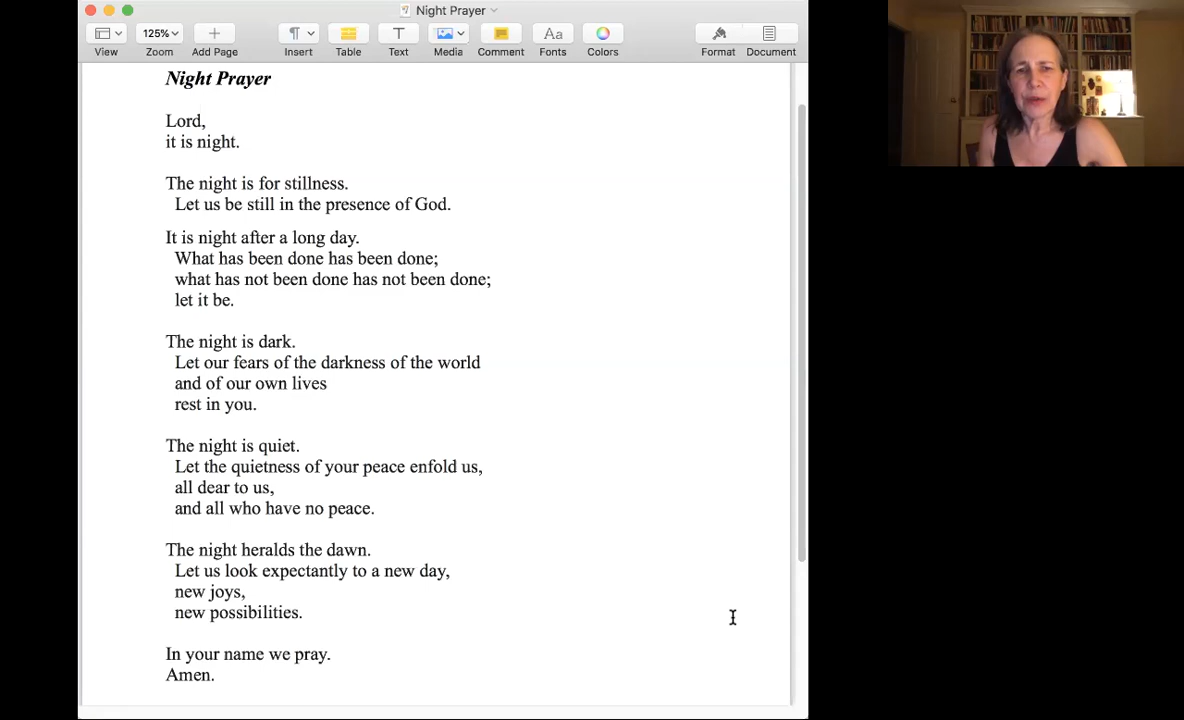 Night Prayer
125%
View
Zoom
Add Page
Insert
Table
Text
Media
Comment
Fonts
Colors
Format
Document
Night Prayer
Lord,
it is night.
The night is for stillness.
Let us be still in the presence of God.
It is night after a long day.
What has been done has been done;
what has not been done has not been done;
let it be.
The night is dark.
Let our fears of the darkness of the world
and of our own lives
rest in you.
The night is quiet.
Let the quietness of your peace enfold us,
all dear to us,
and all who have no peace.
The night heralds the dawn.
Let us look expectantly to a new day,
new joys,
new possibilities.
In your name we pray.
Amen.